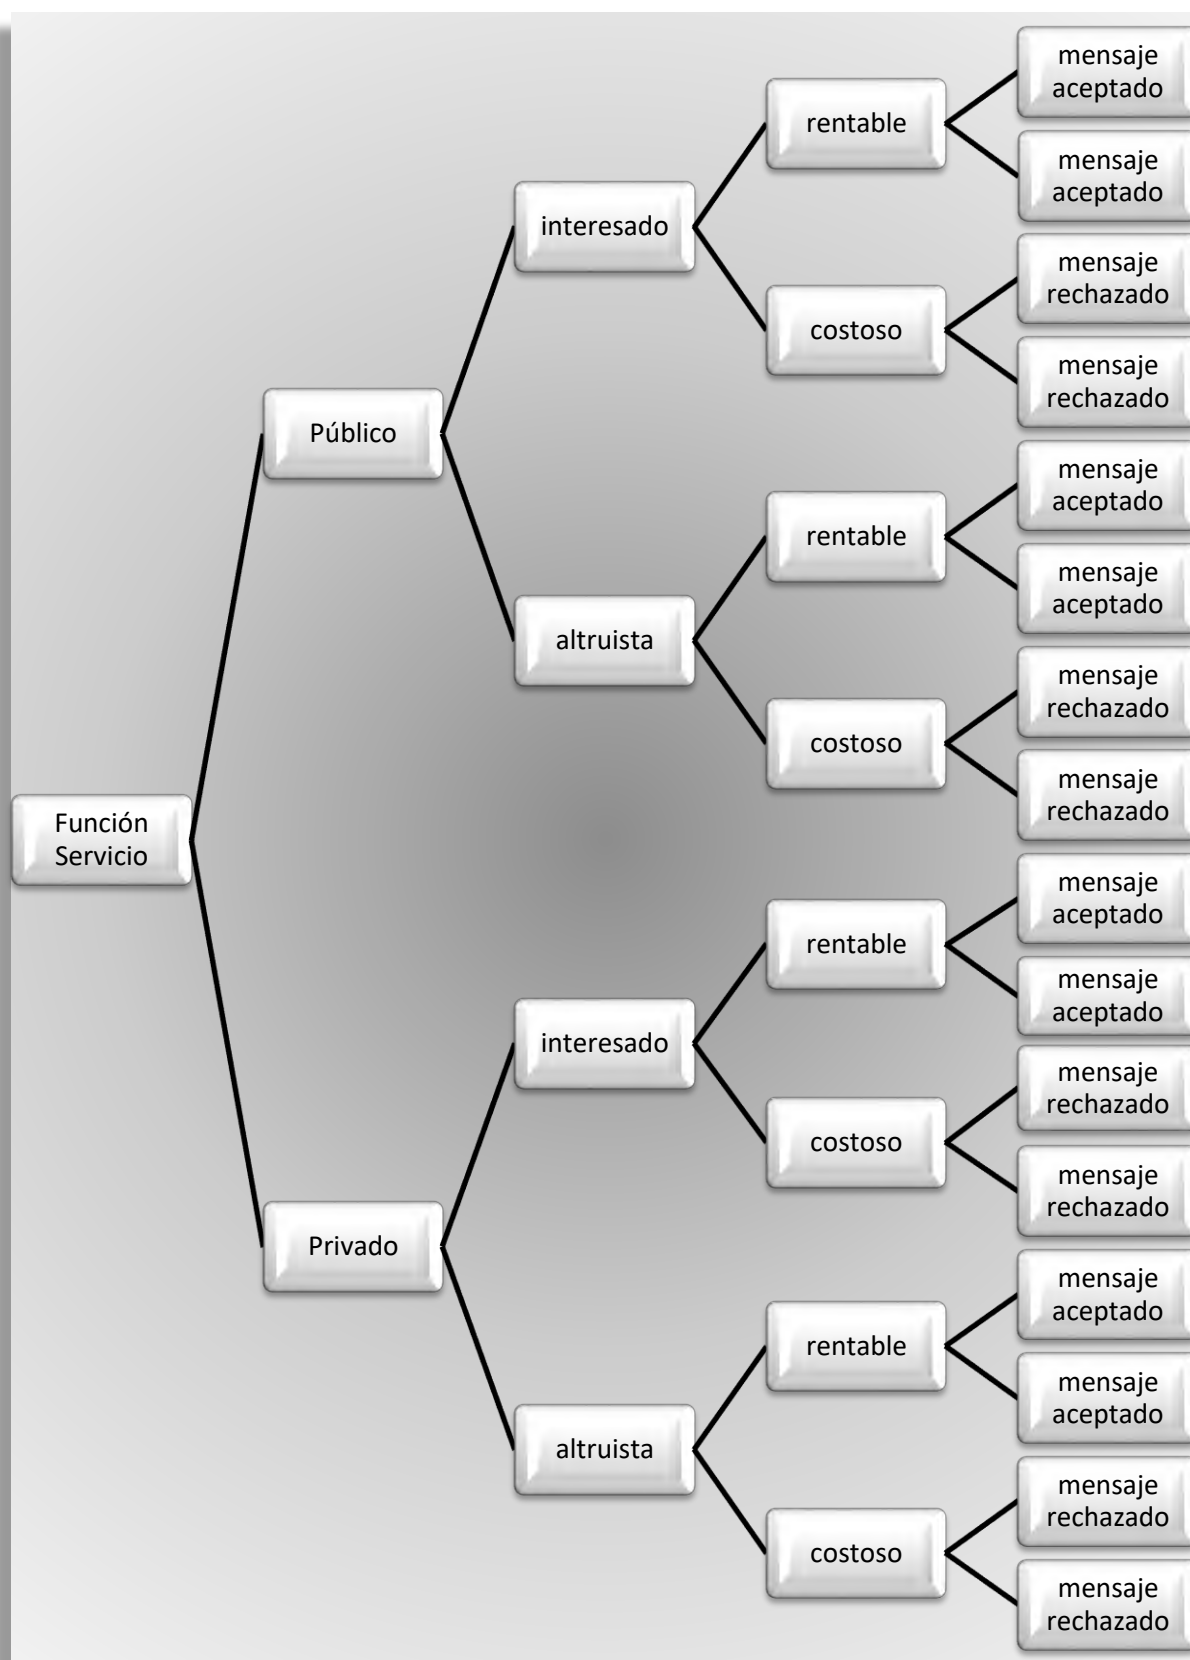 mensaje
aceptado
rentable
mensaje
aceptado
interesado
mensaje
rechazado
costoso
mensaje
rechazado
Público
mensaje
aceptado
rentable
mensaje
aceptado
altruista
mensaje
rechazado
costoso
mensaje
rechazado
Función
Servicio
mensaje
aceptado
rentable
mensaje
aceptado
interesado
mensaje
rechazado
costoso
mensaje
rechazado
Privado
mensaje
aceptado
rentable
mensaje
aceptado
altruista
mensaje
rechazado
costoso
mensaje
rechazado